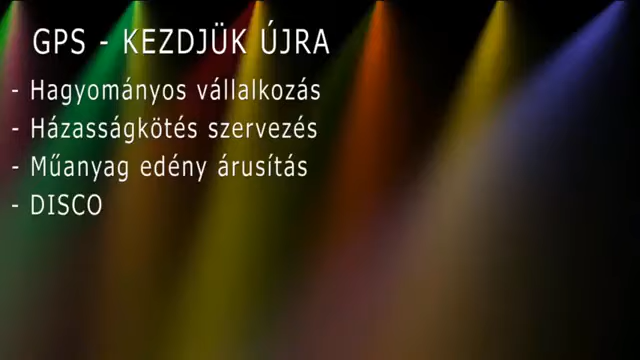 GPS - KEZDJÜK ÚJRA
- Hagyományos vállalkozás
- Házasságkötés szervezés
- Műanyag edény árusítás
- DISCO